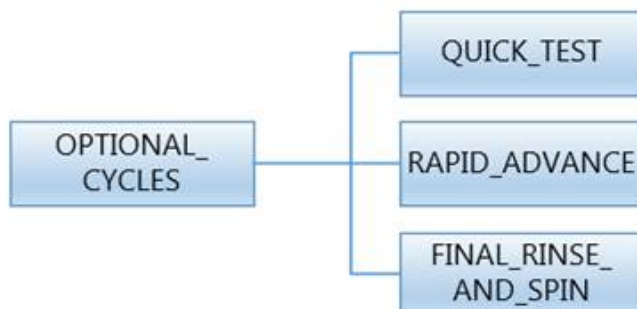 OPTIONAL_
CYCLES
QUICK_TEST
RAPID_ADVANCE
FINAL_RINSE_
AND_SPIN